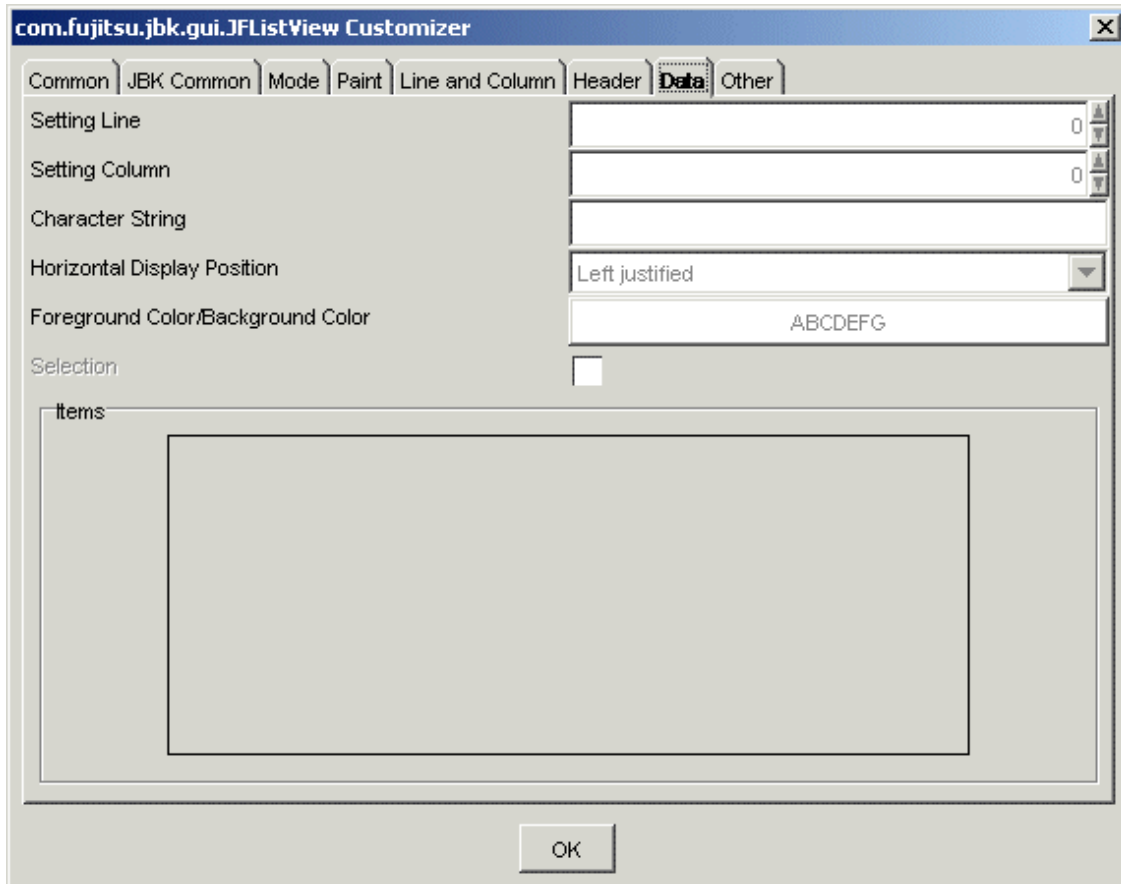 com.fujitsu.jbk.gui.JFListView Customizer
Common JBK Common Mode Paint Line and Column Header Data Other
Setting Line 0
Setting Column 0
Character String
Horizontal Display Position Left justified
Foreground Color/Background Color ABCDEFG
Selection
Items
OK